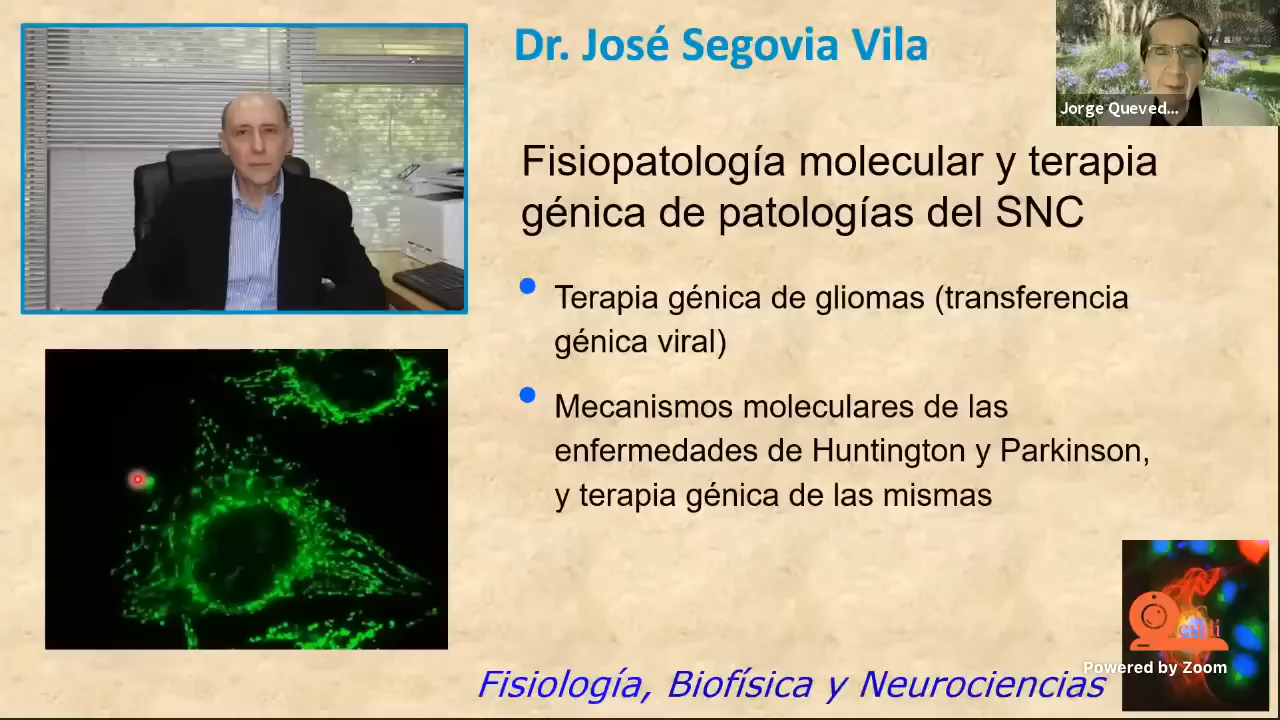 Dr. José Segovia Vila
Jorge Queved...
Fisiopatología molecular y terapia
génica de patologías del SNC
Terapia génica de gliomas (transferencia
génica viral)
Mecanismos moleculares de las
enfermedades de Huntington y Parkinson,
y terapia génica de las mismas
cudi
Powered by Zoom
Fisiología, Biofísica y Neurociencias